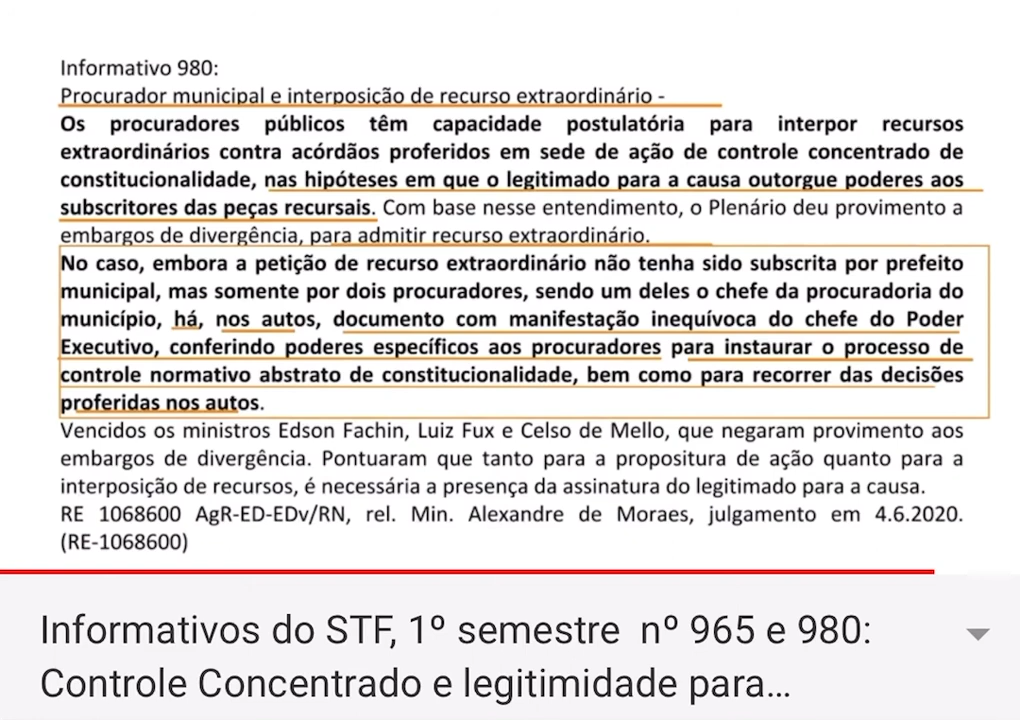 Informativo 980:
Procurador municipal e interposição de recurso extraordinário -
Os procuradores públicos têm capacidade postulatória para interpor recursos
extraordinários contra acórdãos proferidos em sede de ação de controle concentrado de
constitucionalidade, nas hipóteses em que o legitimado para a causa outorgue poderes aos
subscritores das peças recursais. Com base nesse entendimento, o Plenário deu provimento a
embargos de divergência, para admitir recurso extraordinário.
No caso, embora a petição de recurso extraordinário não tenha sido subscrita por prefeito
municipal, mas somente por dois procuradores, sendo um deles o chefe da procuradoria do
município, há, nos autos, documento com manifestação inequívoca do chefe do Poder
Executivo, conferindo poderes específicos aos procuradores para instaurar o processo de
controle normativo abstrato de constitucionalidade, bem como para recorrer das decisões
proferidas nos autos.
Vencidos os ministros Edson Fachin, Luiz Fux e Celso de Mello, que negaram provimento aos
embargos de divergência. Pontuaram que tanto para a propositura de ação quanto para a
interposição de recursos, é necessária a presença da assinatura do legitimado para a causa.
RE 1068600 AgR-ED-EDv/RN, rel. Min. Alexandre de Moraes, julgamento em 4.6.2020.
(RE-1068600)
Informativos do STF, 1º semestre nº 965 e 980:
Controle Concentrado e legitimidade para...